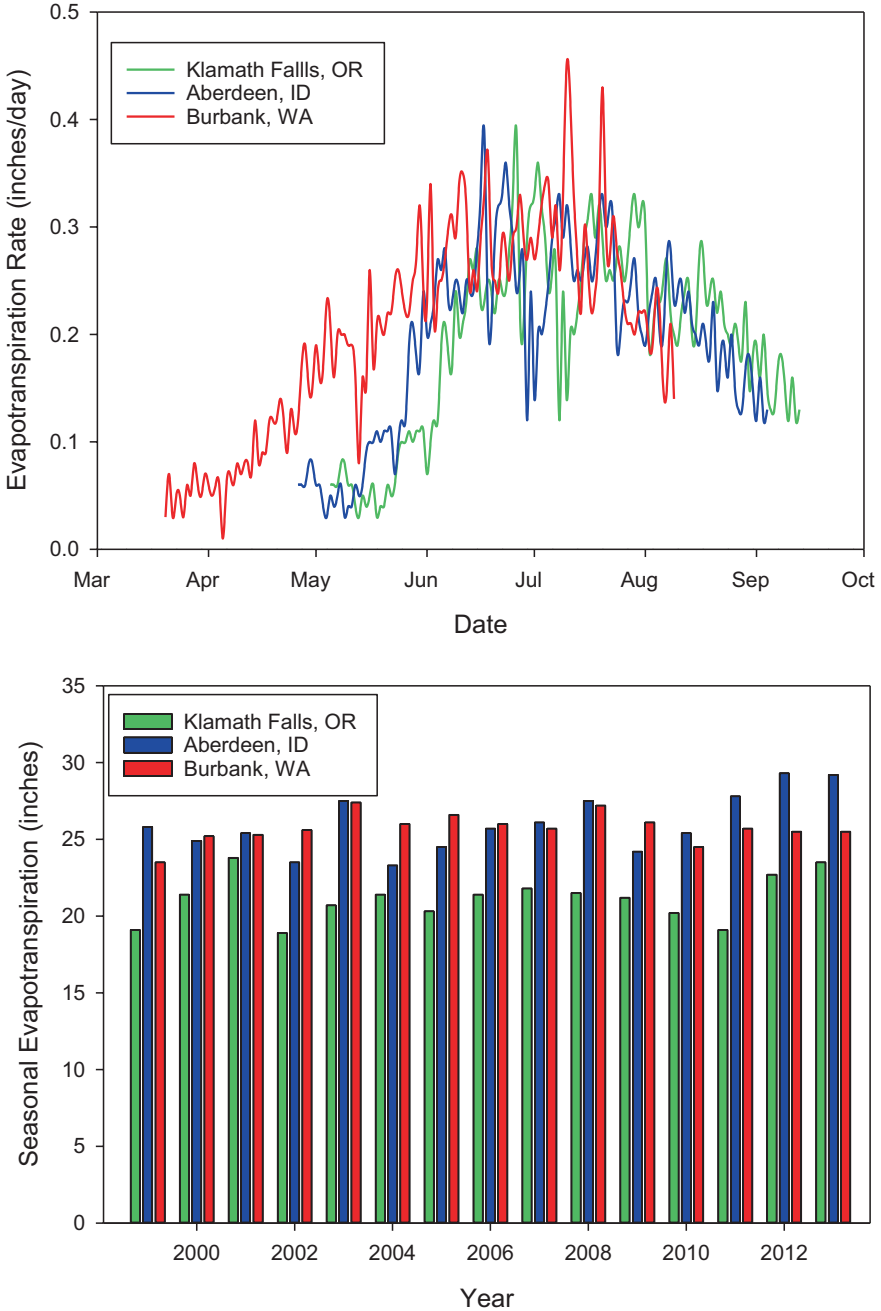 0.5
Klamath Fallls, OR
Aberdeen, ID
Burbank, WA
0.4
0.3
0.2
0.1
0.0
Evapotranspiration Rate (inches/day)
Mar Apr May Jun Jul Aug Sep Oct
Date
35
Klamath Falls, OR
Aberdeen, ID
Burbank, WA
30
25
20
15
10
5
0
Seasonal Evapotranspiration (inches)
2000 2002 2004 2006 2008 2010 2012
Year